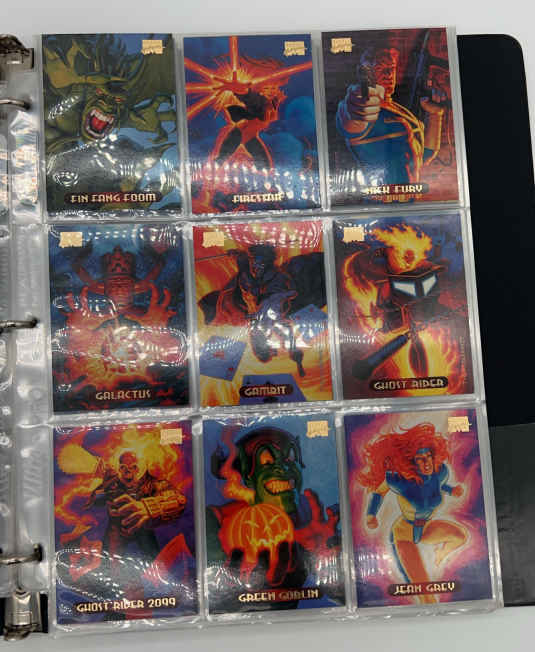 FIN FANG FOOM
FIRESTAR
NICK FURY
GALACTUS
GAMBIT
GHOST RIDER
GHOST RIDER 2099
GREEN GOBLIN
JEAN GREY